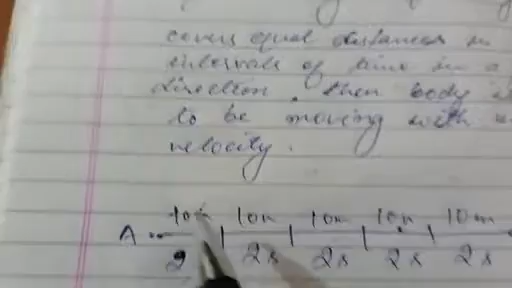 covers equal distances in
intervals of time in a
direction. then body is
to be moving with
velocity.
10m 10m 10m 10m 10m
A
2 2s 2s 2s 2s